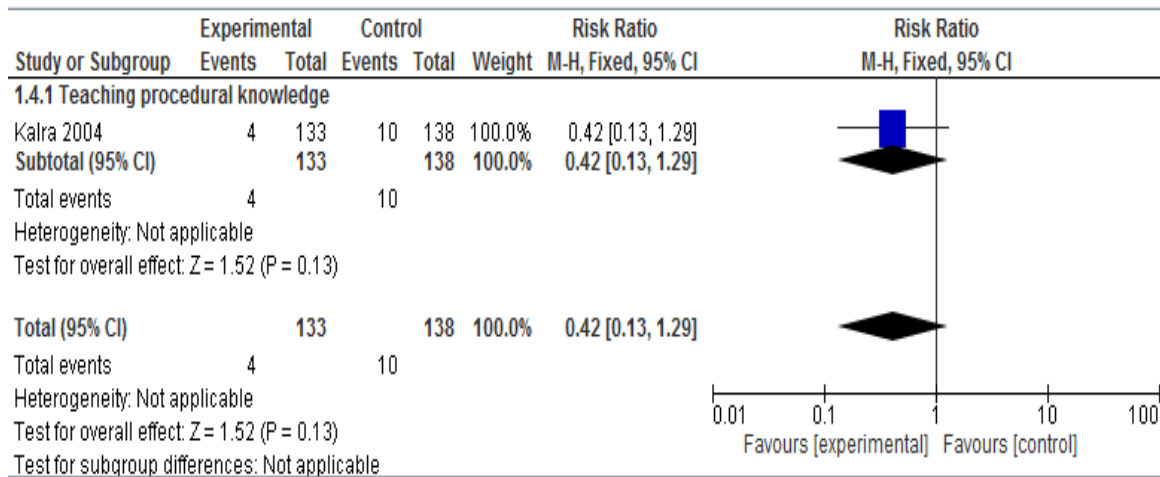 Experimental Control Risk Ratio Risk Ratio
Study or Subgroup Events Total Events Total Weight M-H, Fixed, 95% CI M-H, Fixed, 95% CI
1.4.1 Teaching procedural knowledge
Kalra 2004 4 133 10 138 100.0% 0.42 [0.13, 1.29]
Subtotal (95% CI) 133 138 100.0% 0.42 [0.13, 1.29]
Total events 4 10
Heterogeneity: Not applicable
Test for overall effect: Z = 1.52 (P = 0.13)
Total (95% CI) 133 138 100.0% 0.42 [0.13, 1.29]
Total events 4 10
Heterogeneity: Not applicable
Test for overall effect: Z = 1.52 (P = 0.13)
Test for subgroup differences: Not applicable
0.01 0.1 1 10 100
Favours [experimental] Favours [control]